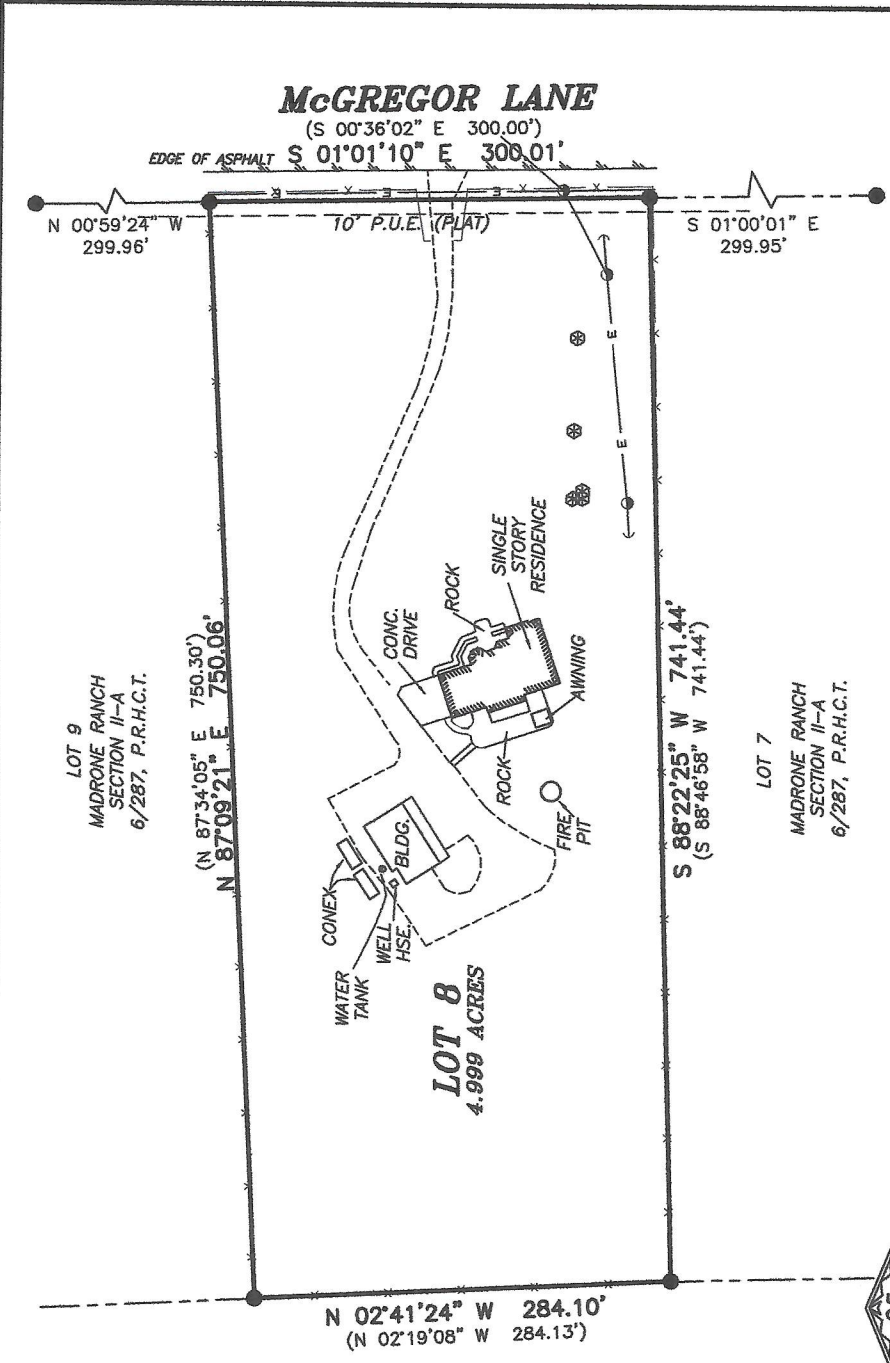 McGREGOR LANE
(S 00°36'02" E 300.00')
EDGE OF ASPHALT
S 01°01'10" E 300.01'
x E x E x E x
N 00°59'24" W
299.96'
10' P.U.E. (PLAT)
S 01°00'01" E
299.95'
E
E
CONC.
DRIVE
ROCK
SINGLE
STORY
RESIDENCE
AWNING
ROCK
FIRE
PIT
BLDG.
CONEX
WATER
TANK
WELL
HSE.
LOT 9
MADRONE RANCH
SECTION II-A
6/287, P.R.H.C.T.
(N 87°34'05" E 750.30')
N 87°09'21" E 750.06'
S 88°22'25" W 741.44'
(S 88°46'58" W 741.44')
LOT 7
MADRONE RANCH
SECTION II-A
6/287, P.R.H.C.T.
LOT 8
4.999 ACRES
N 02°41'24" W 284.10'
(N 02°19'08" W 284.13')